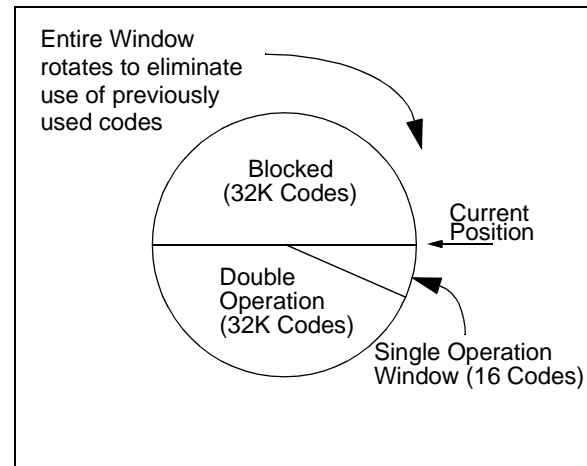 Entire Window
rotates to eliminate
use of previously
used codes
Blocked
(32K Codes)
Current
Position
Double
Operation
(32K Codes)
Single Operation
Window (16 Codes)